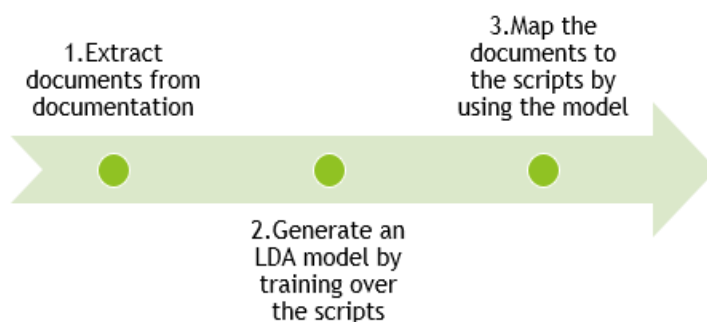 1.Extract
documents from
documentation
2.Generate an
LDA model by
training over
the scripts
3.Map the
documents to
the scripts by
using the model